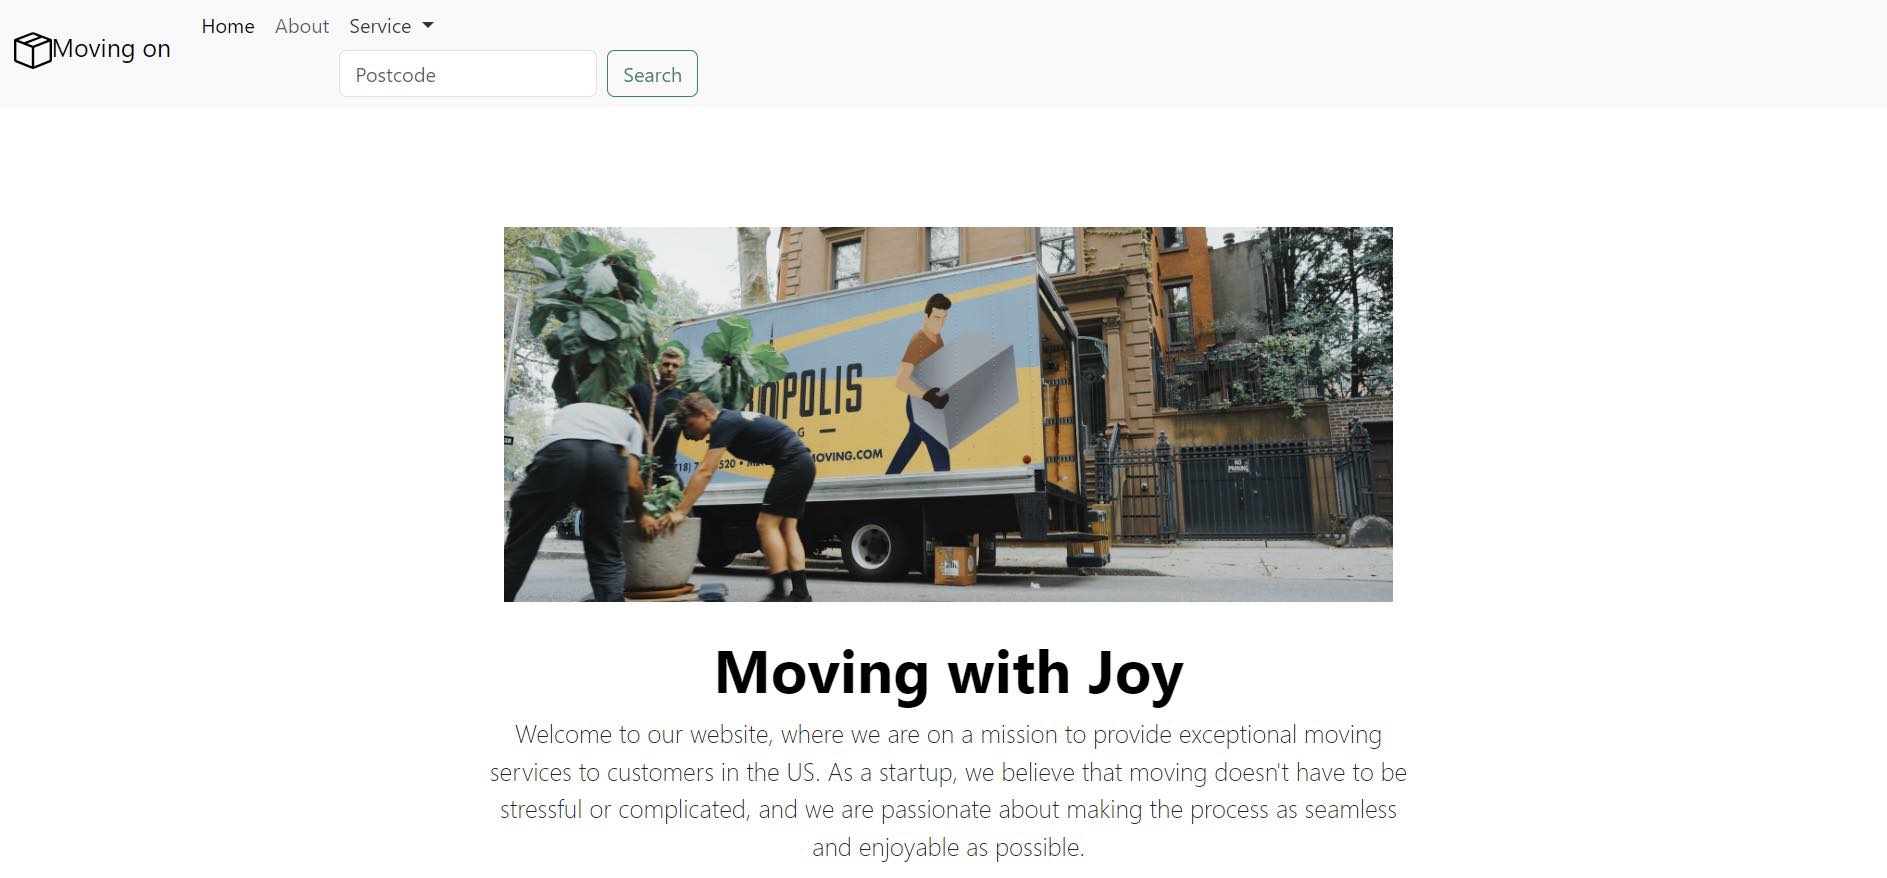 Moving on
Home About Service
Postcode Search
POLIS
G
520 •
MOVING.COM
NO
PARKING
Moving with Joy
Welcome to our website, where we are on a mission to provide exceptional moving
services to customers in the US. As a startup, we believe that moving doesn't have to be
stressful or complicated, and we are passionate about making the process as seamless
and enjoyable as possible.